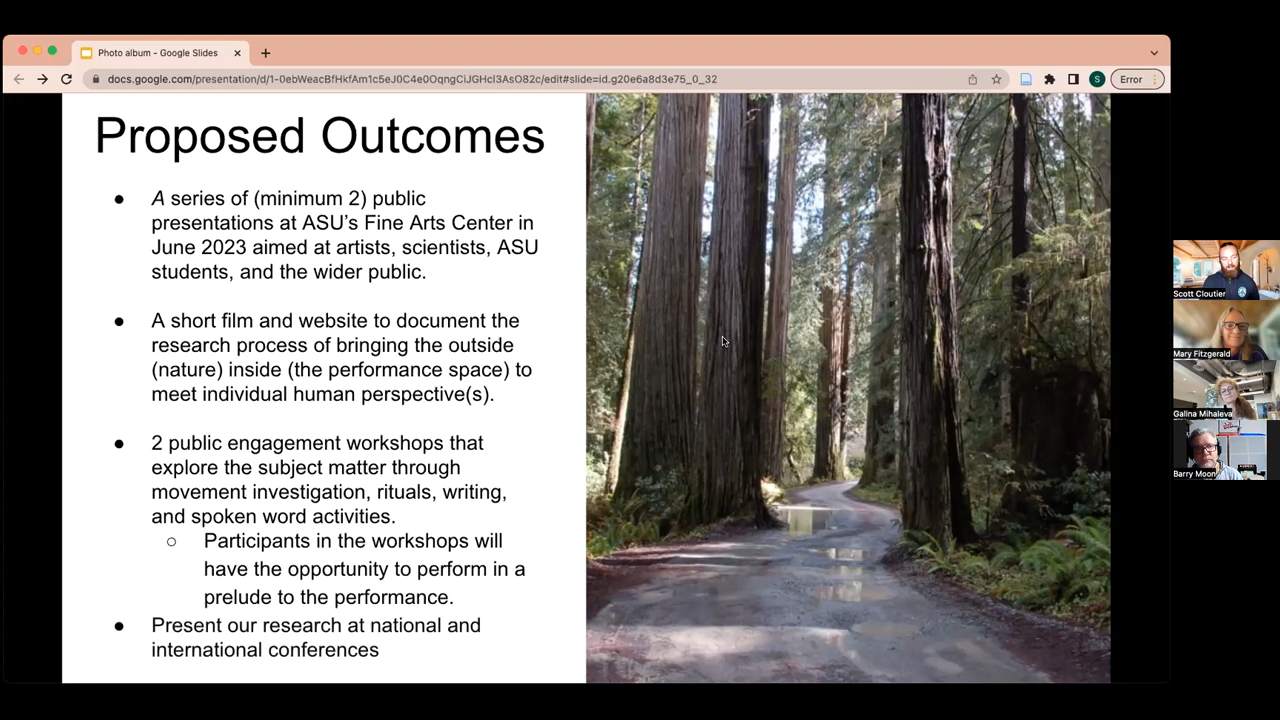 Photo album - Google Slides
docs.google.com/presentation/d/1-0ebWeacBfHkfAm1c5eJ0C4e0OqngCiJGHcI3AsO82c/edit#slide=id.g20e6a8d3e75_0_32
S
Error
Proposed Outcomes
• A series of (minimum 2) public
presentations at ASU’s Fine Arts Center in
June 2023 aimed at artists, scientists, ASU
students, and the wider public.
• A short film and website to document the
research process of bringing the outside
(nature) inside (the performance space) to
meet individual human perspective(s).
• 2 public engagement workshops that
explore the subject matter through
movement investigation, rituals, writing,
and spoken word activities.
○ Participants in the workshops will
have the opportunity to perform in a
prelude to the performance.
• Present our research at national and
international conferences
Scott Cloutier
Mary Fitzgerald
Galina Mihaleva
Barry Moon